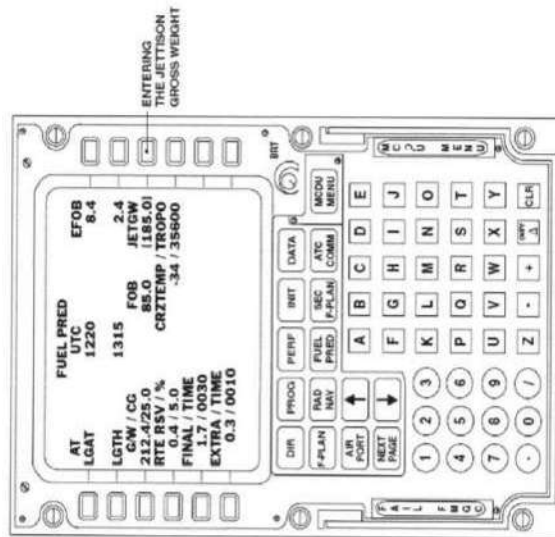 FUEL PRED
AT UTC EFOB
LGAT 1220 8.4
LGTH 1315 2.4
G/W / CG FOB JETGW
212.4/25.0 85.0 [185.0]
RTE RSV / % CRZTEMP / TROPO
0.4 / 5.0 -34 / 35600
FINAL / TIME
1.7 / 0030
EXTRA / TIME
0.3 / 0010
ENTERING
THE JETTISON
GROSS WEIGHT
BRT
DIR PROG PERF INIT DATA
F-PLAN RAD NAV FUEL PRED SEC F-PLAN ATC COMM MCDU MENU
AIR PORT
NEXT PAGE
A B C D E
F G H I J
1 2 3 K L M N O
4 5 6 P Q R S T
7 8 9 U V W X Y
- 0 / Z - + CLR
FAIL FMGC
MCDU MENU